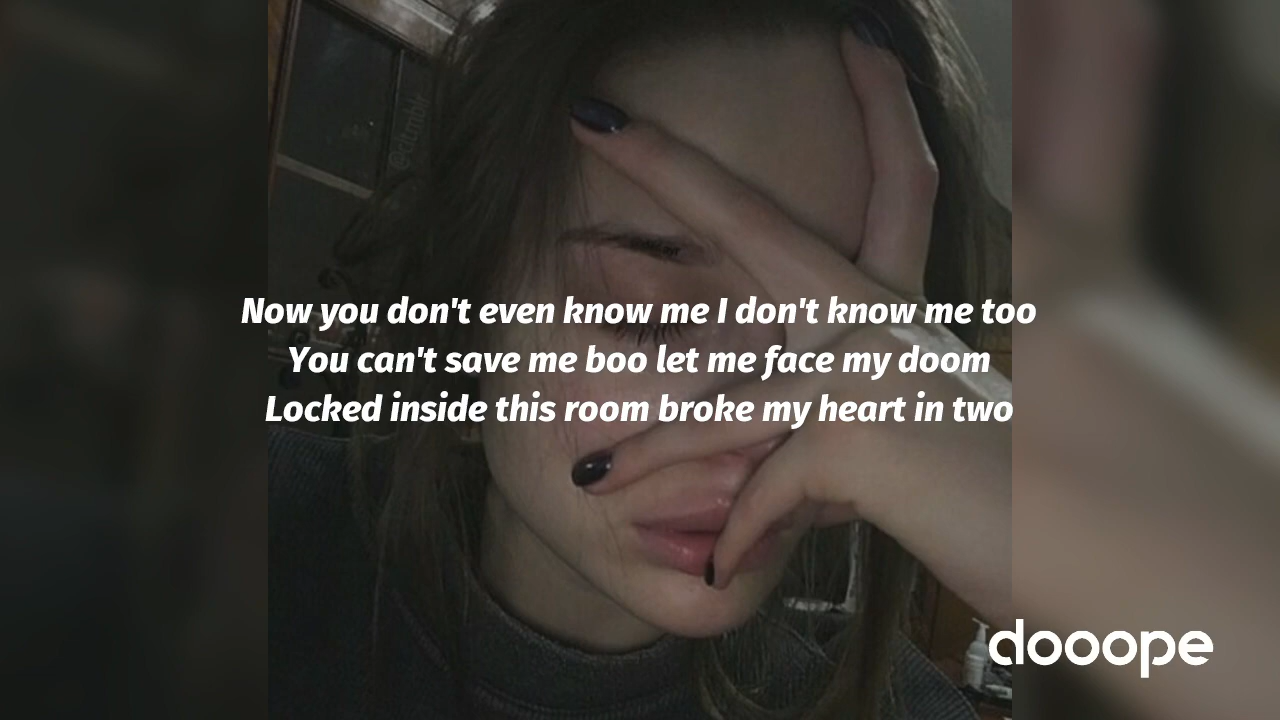 Now you don't even know me I don't know me too
You can't save me boo let me face my doom
Locked inside this room broke my heart in two
dooope